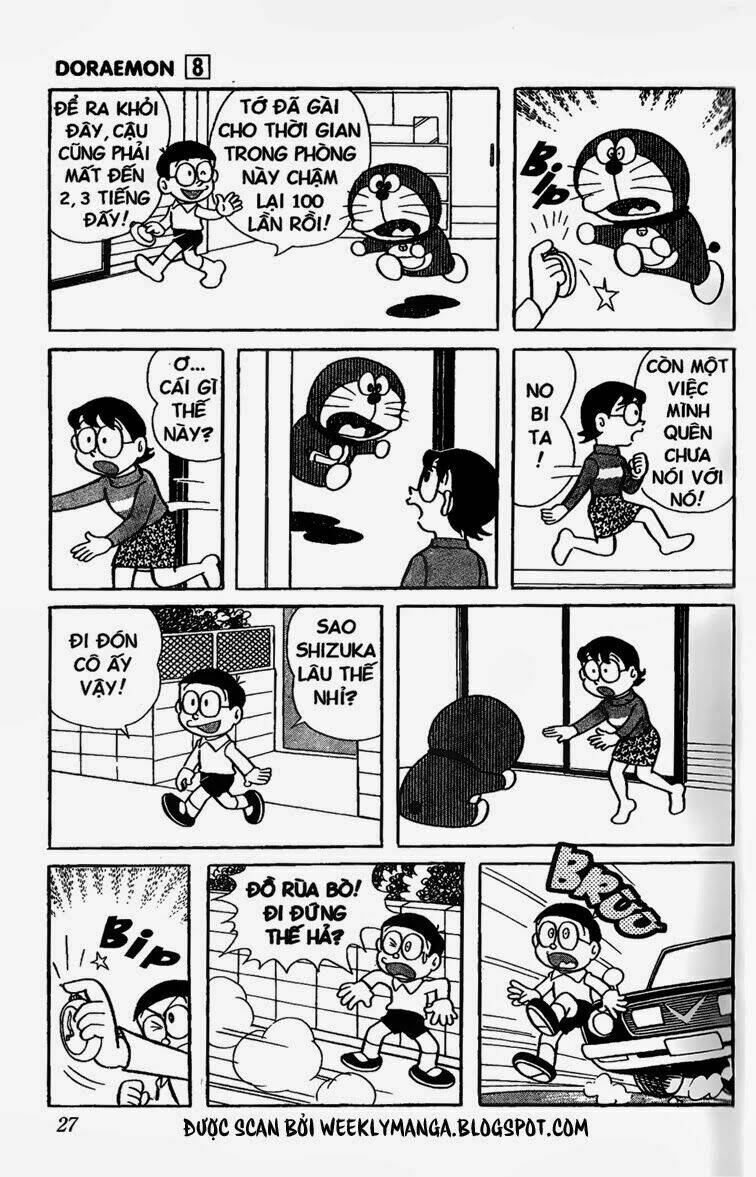 DORAEMON 8
BIP
TỚ ĐÃ GÀI
CHO THỜI GIAN
TRONG PHÒNG
NÀY CHẬM
LẠI 100
LẦN RỒI!
ĐỂ RA KHỎI
ĐÂY, CẬU
CŨNG PHẢI
MẤT ĐẾN
2, 3 TIẾNG
ĐẤY!
CÒN MỘT
VIỆC
MÌNH
QUÊN
CHƯA
NÓI VỚI
NÓ!
NO
BI
TA
!
Ơ...
CÁI GÌ
THẾ
NÀY?
SAO
SHIZUKA
LÂU THẾ
NHỈ?
ĐI ĐÓN
CÔ ẤY
VẬY!
BRỪỪ
ĐỒ RÙA BÒ!
ĐI ĐỨNG
THẾ HẢ?
BIP
27
ĐƯỢC SCAN BỞI WEEKLYMANGA.BLOGSPOT.COM